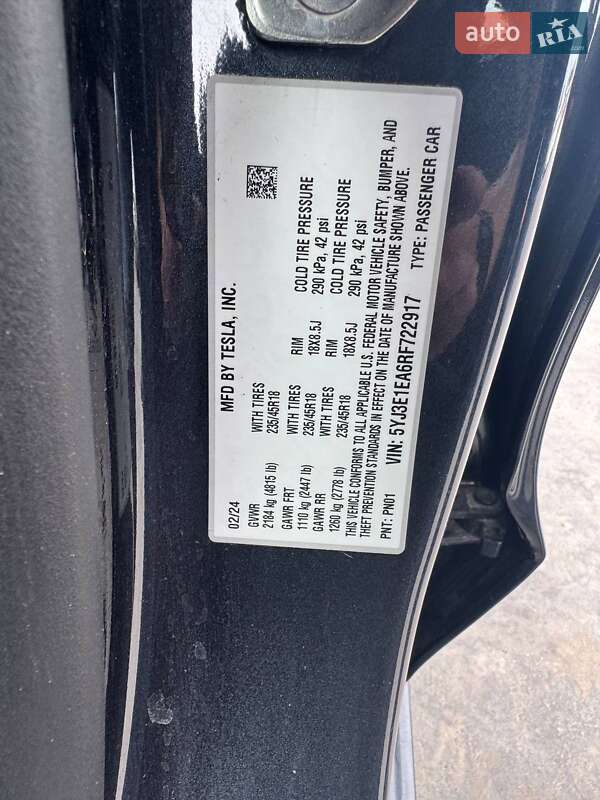 auto RIA
.com
MFD BY TESLA, INC.
02/24
GVWR
2184 kg (4815 lb)
WITH TIRES
235/45R18
RIM
18X8.5J
COLD TIRE PRESSURE
290 kPa, 42 psi
GAWR FRT
1110 kg (2447 lb)
WITH TIRES
235/45R18
RIM
18X8.5J
COLD TIRE PRESSURE
290 kPa, 42 psi
GAWR RR
1260 kg (2778 lb)
WITH TIRES
235/45R18
THIS VEHICLE CONFORMS TO ALL APPLICABLE U.S. FEDERAL MOTOR VEHICLE SAFETY, BUMPER, AND
THEFT PREVENTION STANDARDS IN EFFECT ON THE DATE OF MANUFACTURE SHOWN ABOVE.
VIN: 5YJ3E1EA6RF722917
PNT: PN01
TYPE: PASSENGER CAR